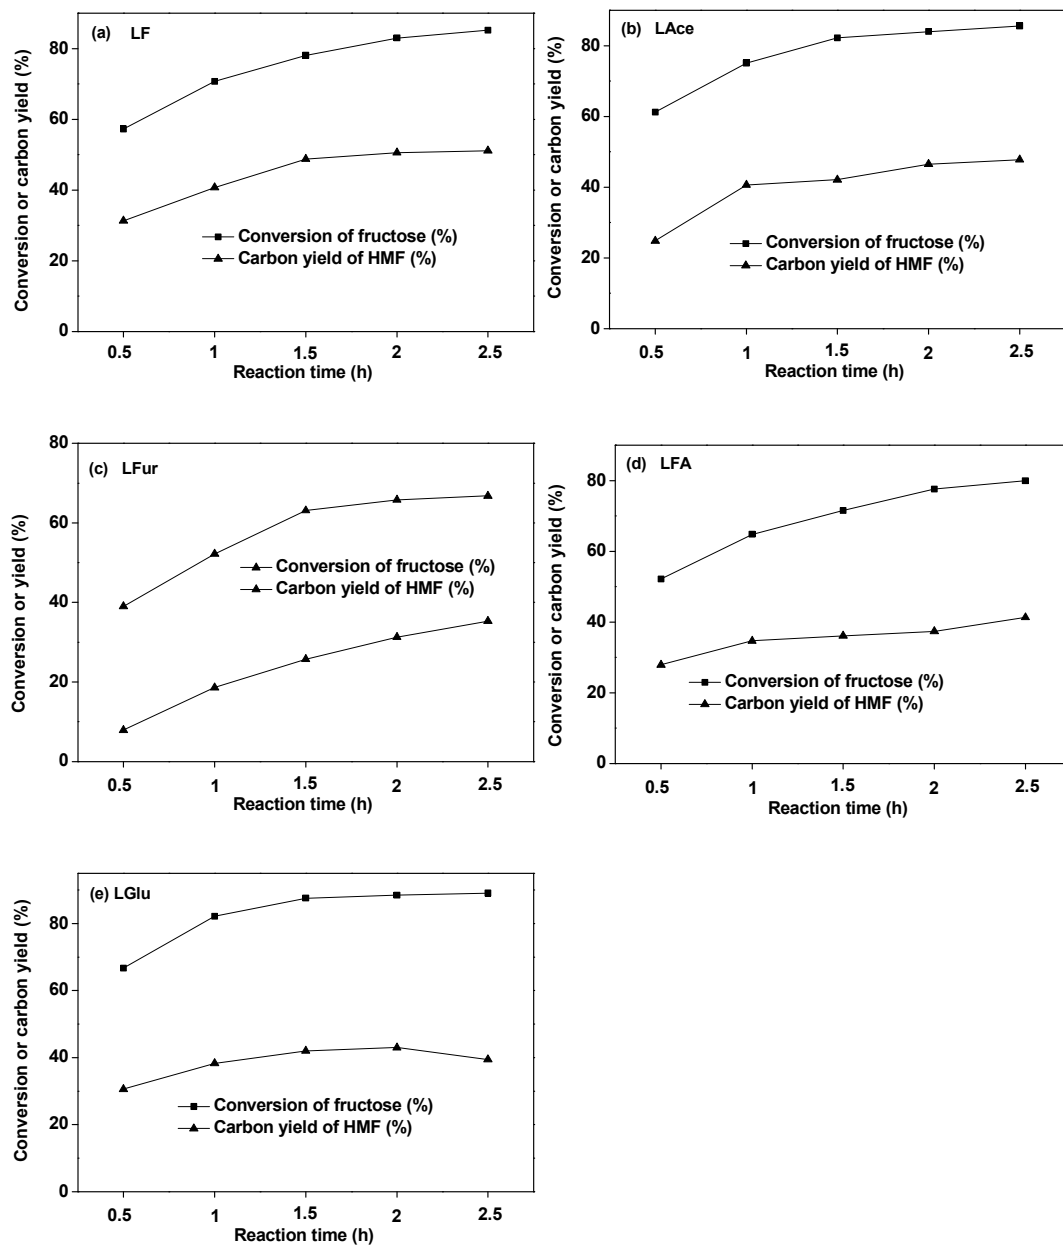 (a) LF
Conversion or carbon yield (%)
80
60
40
20
0
Conversion of fructose (%)
Carbon yield of HMF (%)
0.5 1 1.5 2 2.5
Reaction time (h)
(b) LAce
Conversion or carbon yield (%)
80
60
40
20
0
Conversion of fructose (%)
Carbon yield of HMF (%)
0.5 1 1.5 2 2.5
Reaction time (h)
(c) LFur
Conversion or yield (%)
80
60
40
20
0
Conversion of fructose (%)
Carbon yield of HMF (%)
0.5 1 1.5 2 2.5
Reaction time (h)
(d) LFA
Conversion or carbon yield (%)
80
60
40
20
0
Conversion of fructose (%)
Carbon yield of HMF (%)
0.5 1 1.5 2 2.5
Reaction time (h)
(e) LGlu
Conversion or carbon yield (%)
80
60
40
20
0
Conversion of fructose (%)
Carbon yield of HMF (%)
0.5 1 1.5 2 2.5
Reaction time (h)